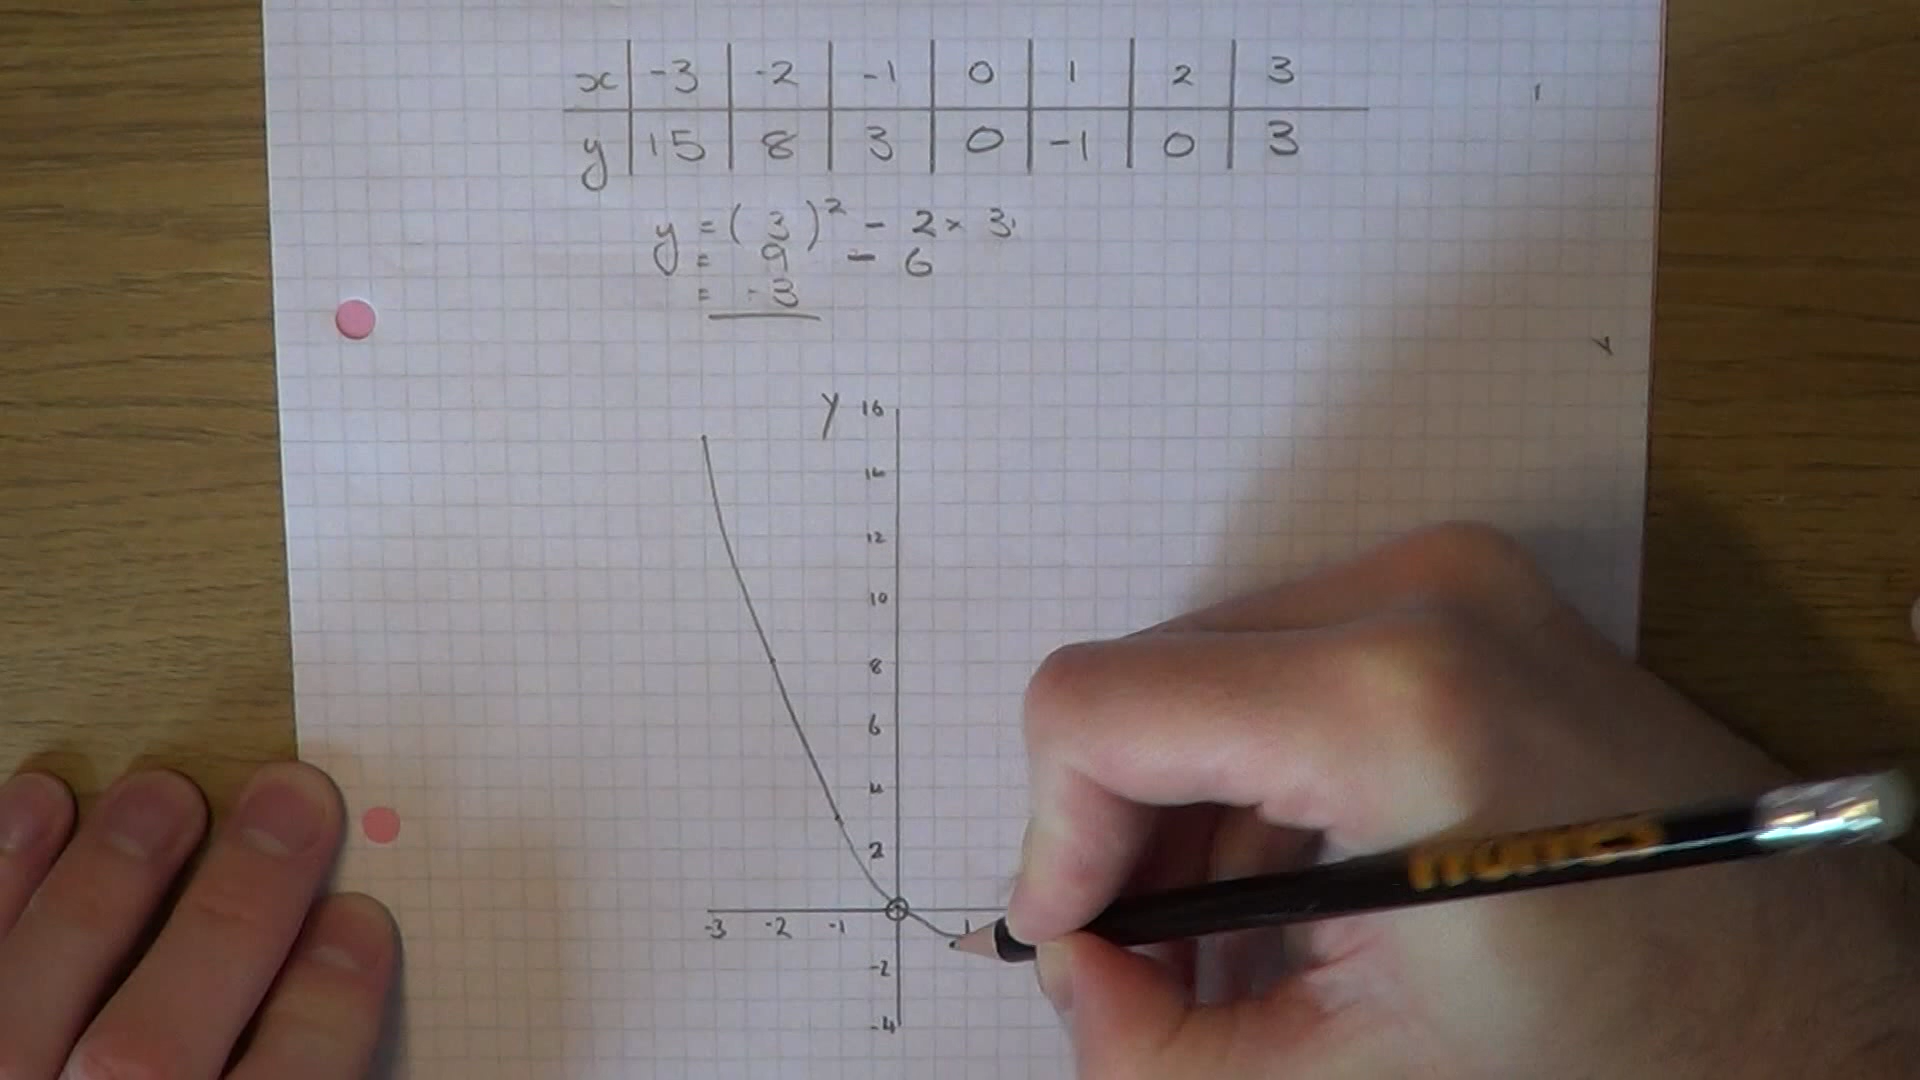 x -3 -2 -1 0 1 2 3
y 15 8 3 0 -1 0 3
y = ( 3 )² - 2 × 3
= 9 - 6
= -3
y 16
14
12
10
8
6
4
2
-3 -2 -1 1
-2
-4